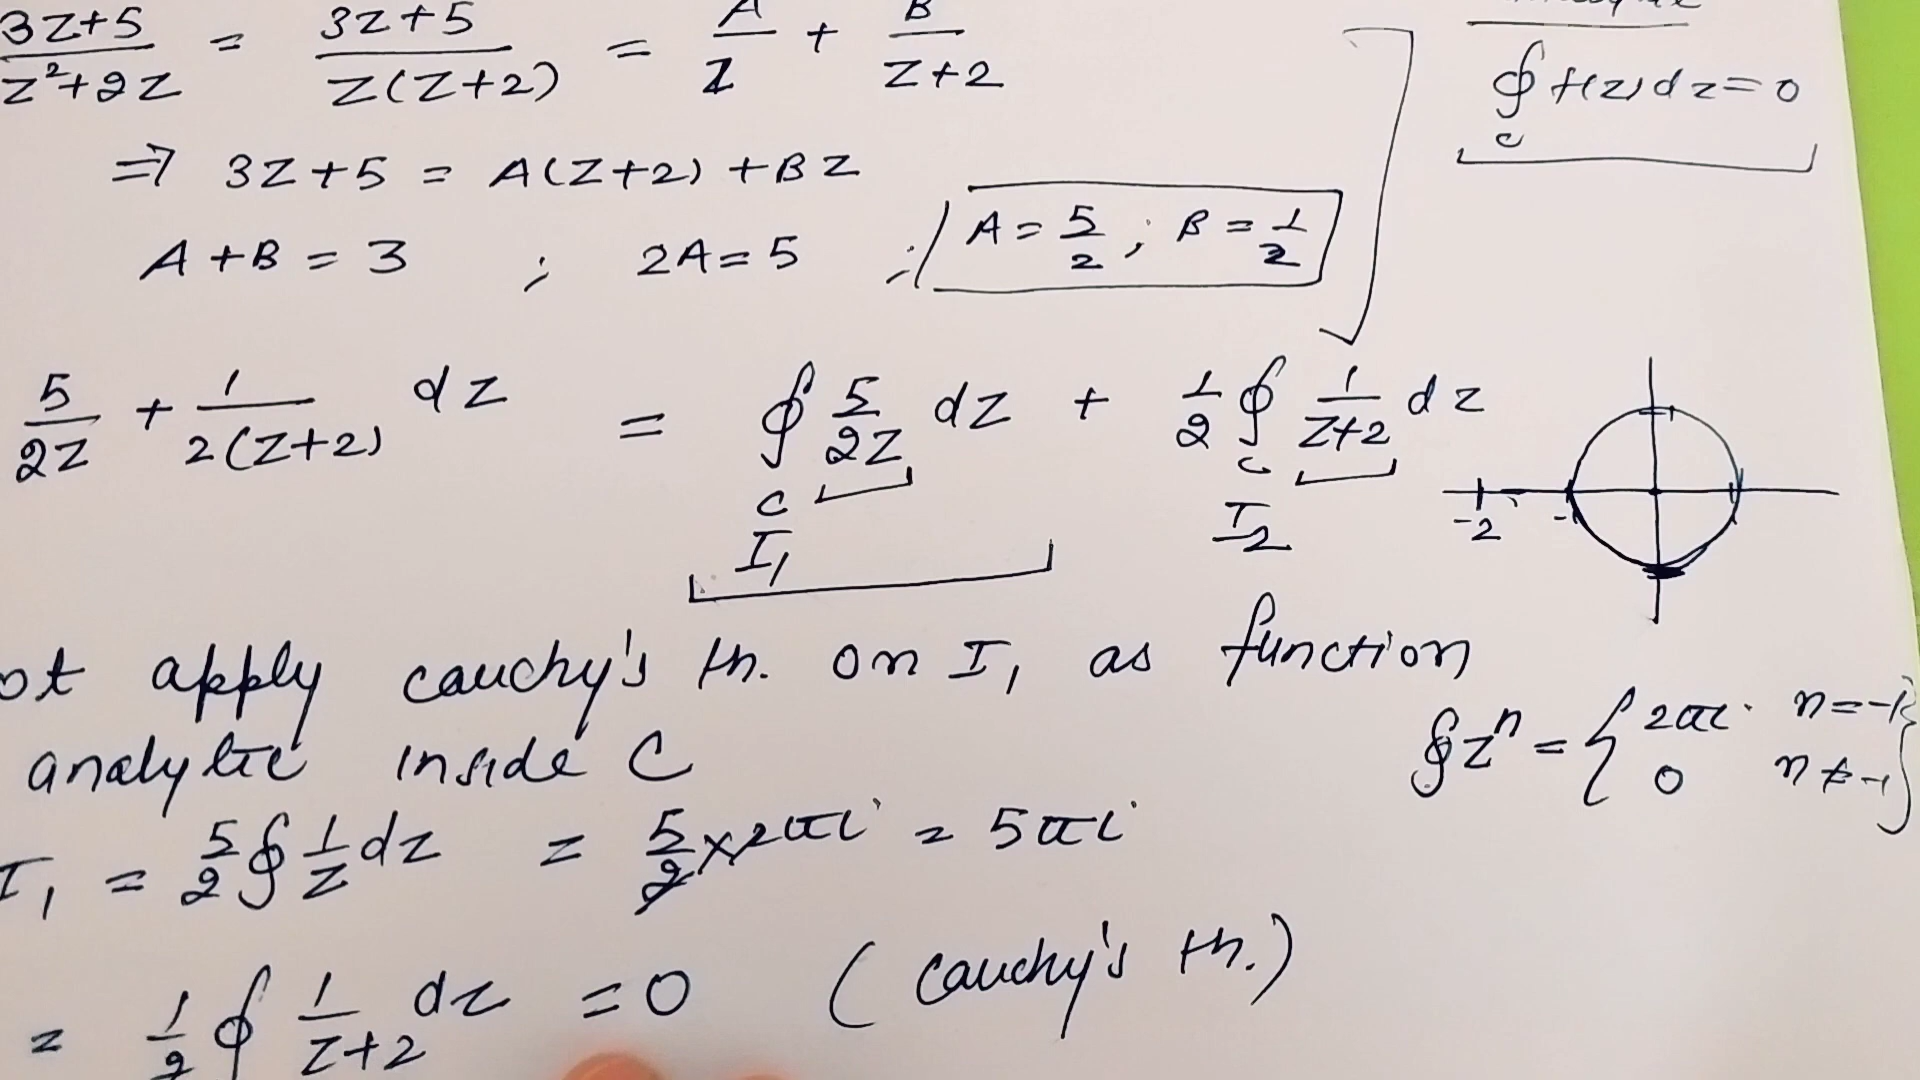 3z+5/z²+2z = 3z+5/z(z+2) = A/z + B/z+2
∮_c f(z)dz=0
⇒ 3z+5 = A(z+2)+Bz
A+B=3 ; 2A=5 ; A=5/2 ; B=1/2
5/2z + 1/2(z+2) dz = ∮_c 5/2z dz + 1/2 ∮_c 1/z+2 dz
I₁ I₂
-2 -1
ot apply cauchy's th. on I₁ as function
analytic inside C
∮zⁿ = { 2πi n=-1
0 n≠-1 }
I₁ = 5/2 ∮ 1/z dz = 5/2 × 2πi = 5πi
= 1/2 ∮ 1/z+2 dz = 0 (cauchy's th.)